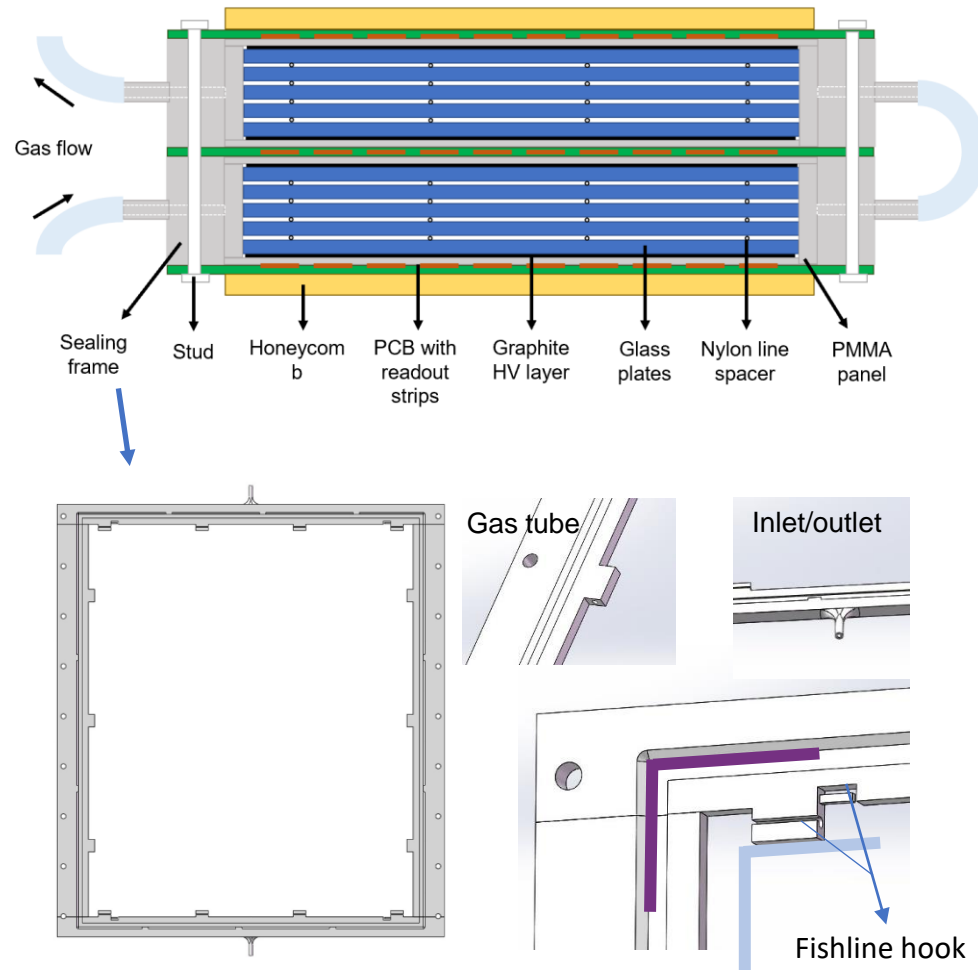 Gas flow
Sealing
frame
Stud
Honeycom
b
PCB with
readout
strips
Graphite
HV layer
Glass
plates
Nylon line
spacer
PMMA
panel
Gas tube
Inlet/outlet
Fishline hook